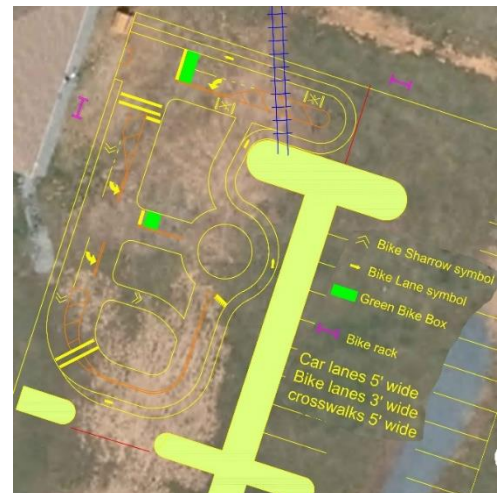 Bike Sharrow symbol
Bike Lane symbol
Green Bike Box
Bike rack
Car lanes 5' wide
Bike lanes 3' wide
crosswalks 5' wide